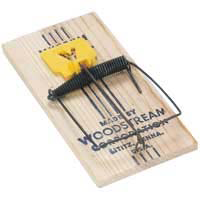 MADE BY
WOODSTREAM
CORPORATION
LITITZ, PENNA.
U.S.A.